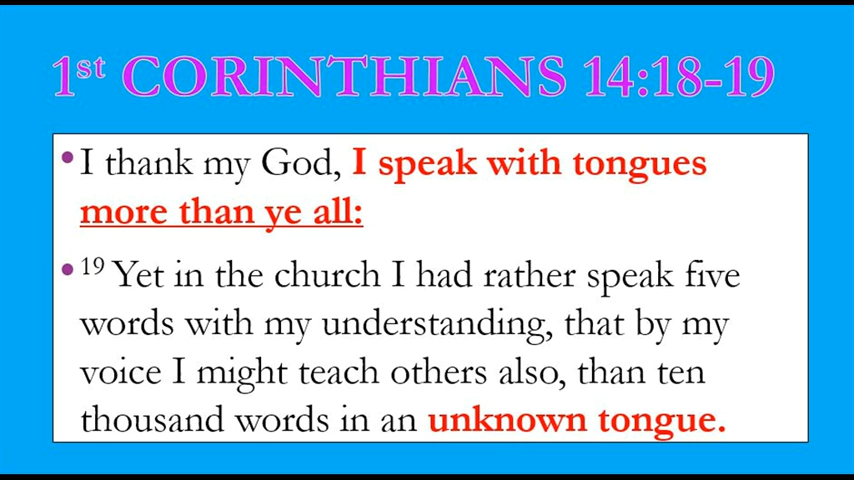 1st CORINTHIANS 14:18-19
•I thank my God, I speak with tongues
more than ye all:
•19 Yet in the church I had rather speak five
words with my understanding, that by my
voice I might teach others also, than ten
thousand words in an unknown tongue.